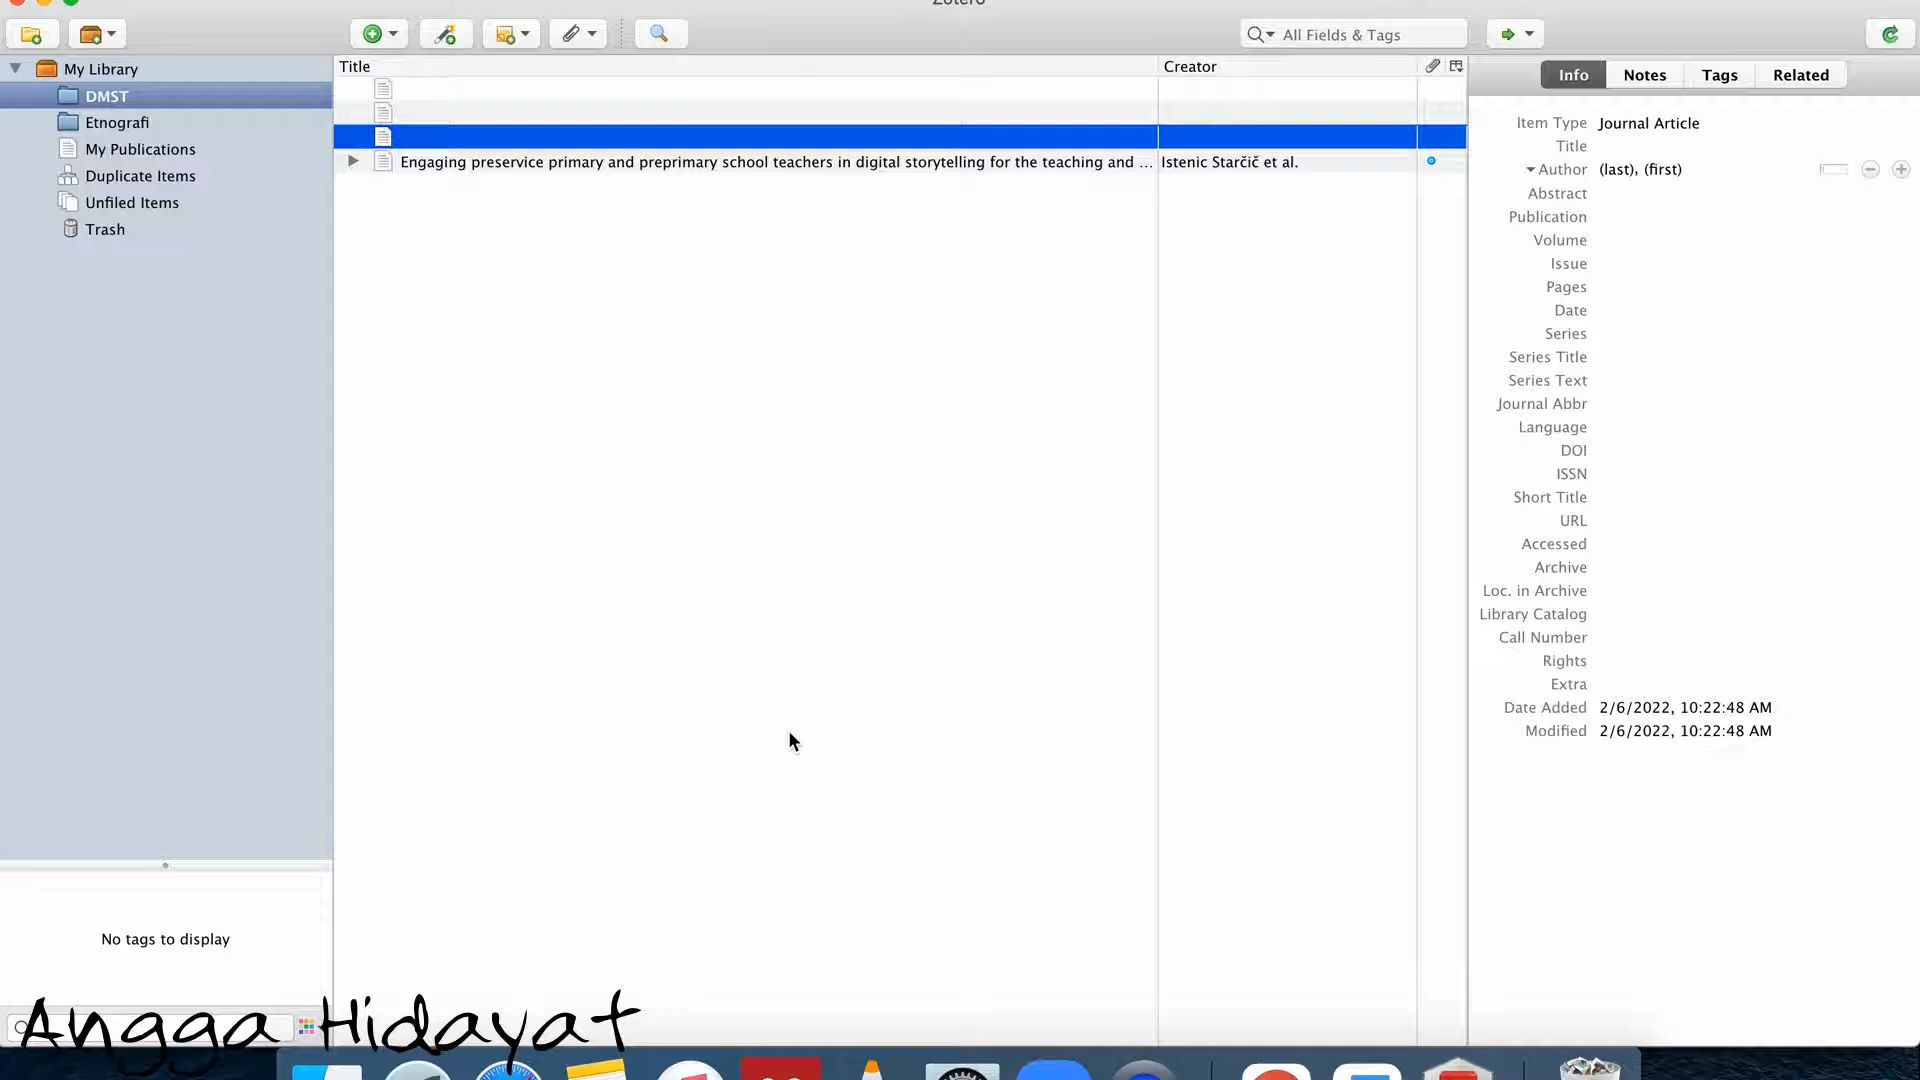 Zotero
All Fields & Tags
My Library
DMST
Etnografi
My Publications
Duplicate Items
Unfiled Items
Trash
No tags to display
Title Creator
Engaging preservice primary and preprimary school teachers in digital storytelling for the teaching and ... Istenic Starčič et al.
Info Notes Tags Related
Item Type Journal Article
Title
Author (last), (first)
Abstract
Publication
Volume
Issue
Pages
Date
Series
Series Title
Series Text
Journal Abbr
Language
DOI
ISSN
Short Title
URL
Accessed
Archive
Loc. in Archive
Library Catalog
Call Number
Rights
Extra
Date Added 2/6/2022, 10:22:48 AM
Modified 2/6/2022, 10:22:48 AM
Angga Hidayat